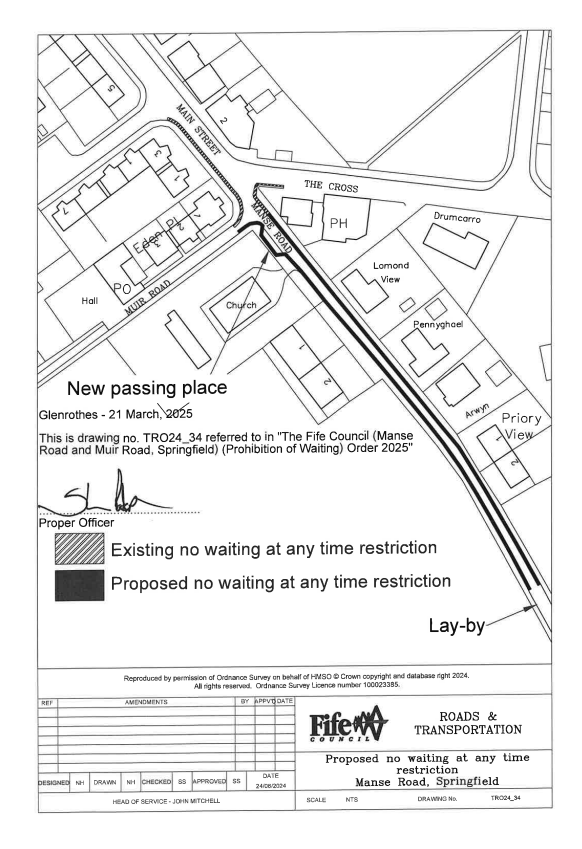 5
MAIN STREET
2
THE CROSS
3
1
7
MANSE ROAD
PH
Drumcarro
Eden Pl
1
2
3
PO
Hall
MUIR ROAD
Church
Lomond
View
Pennyghael
1
2
Arwyn
Priory
View
1
2
New passing place
Glenrothes - 21 March, 2025
This is drawing no. TRO24_34 referred to in "The Fife Council (Manse
Road and Muir Road, Springfield) (Prohibition of Waiting) Order 2025"
Proper Officer
Existing no waiting at any time restriction
Proposed no waiting at any time restriction
Lay-by
Reproduced by permission of Ordnance Survey on behalf of HMSO © Crown copyright and database right 2024.
All rights reserved. Ordnance Survey Licence number 100023385.
REF AMENDMENTS BY APPV'D DATE
Fife
COUNCIL
ROADS &
TRANSPORTATION
Proposed no waiting at any time
restriction
Manse Road, Springfield
DESIGNED NH DRAWN NH CHECKED SS APPROVED SS DATE
24/08/2024
HEAD OF SERVICE - JOHN MITCHELL
SCALE NTS DRAWING No. TRO24_34